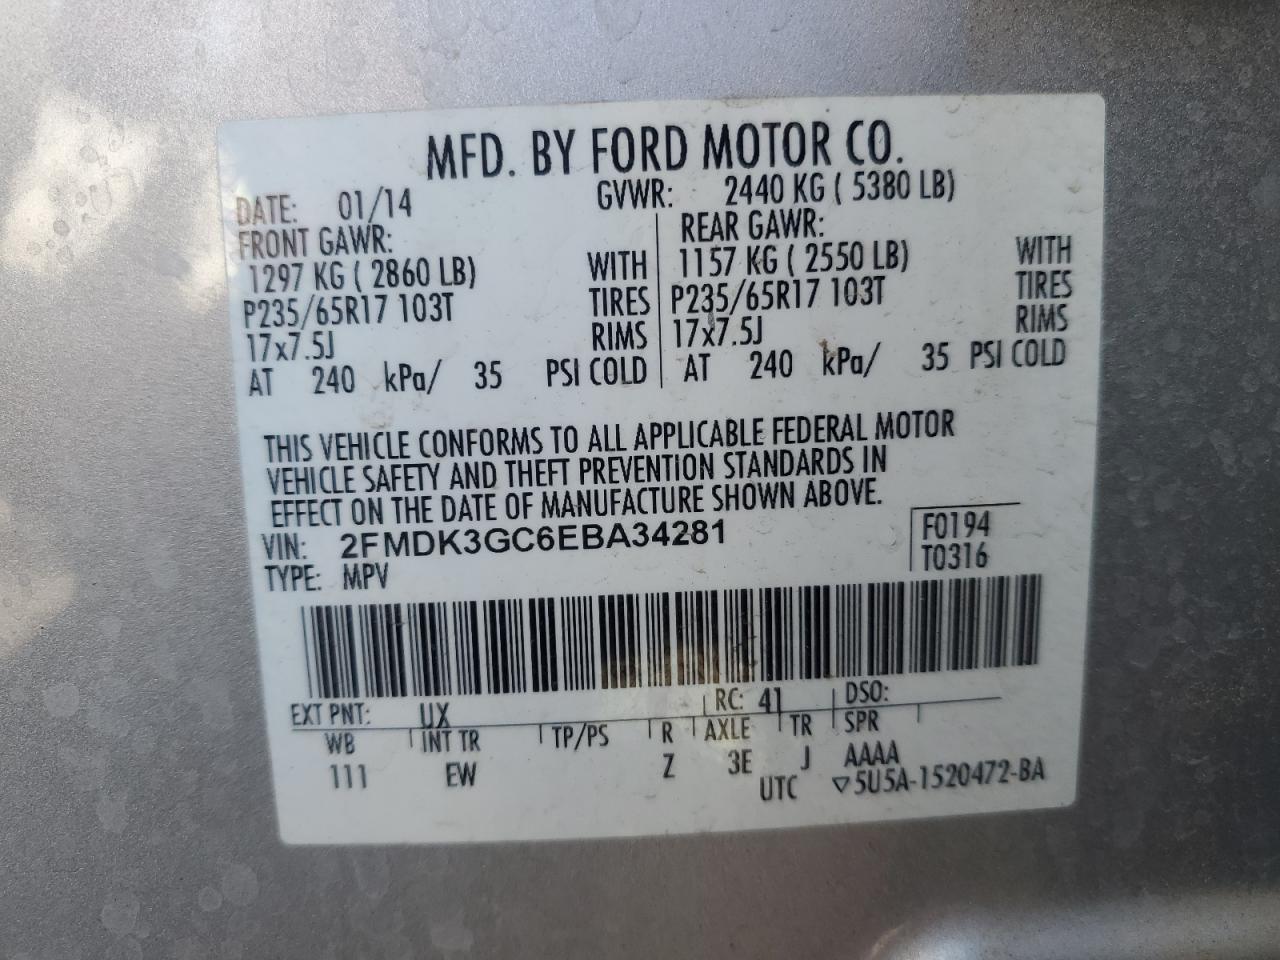 MFD. BY FORD MOTOR CO.
DATE: 01/14 GVWR: 2440 KG ( 5380 LB)
FRONT GAWR: REAR GAWR:
1297 KG ( 2860 LB) WITH 1157 KG ( 2550 LB) WITH
P235/65R17 103T TIRES P235/65R17 103T TIRES
17x7.5J RIMS 17x7.5J RIMS
AT 240 kPa/ 35 PSI COLD AT 240 kPa/ 35 PSI COLD
THIS VEHICLE CONFORMS TO ALL APPLICABLE FEDERAL MOTOR
VEHICLE SAFETY AND THEFT PREVENTION STANDARDS IN
EFFECT ON THE DATE OF MANUFACTURE SHOWN ABOVE.
VIN: 2FMDK3GC6EBA34281 F0194
TYPE: MPV T0316
EXT PNT: UX RC: 41 DSO:
WB INT TR TP/PS R AXLE TR SPR
111 EW Z 3E J AAAA
UTC ▽5U5A-1520472-BA